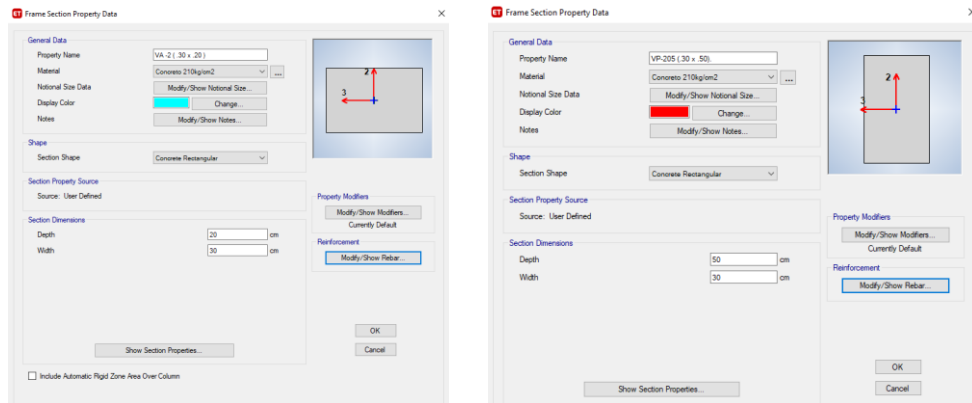 ET Frame Section Property Data
General Data
Property Name VA -2 ( .30 x .20 )
Material Concreto 210kg/cm2 ...
Notional Size Data Modify/Show Notional Size...
Display Color Change...
Notes Modify/Show Notes...
Shape
Section Shape Concrete Rectangular
Section Property Source
Source: User Defined
Section Dimensions
Depth 20 cm
Width 30 cm
Show Section Properties...
Include Automatic Rigid Zone Area Over Column
2
3
Property Modifiers
Modify/Show Modifiers...
Currently Default
Reinforcement
Modify/Show Rebar...
OK
Cancel
ET Frame Section Property Data
General Data
Property Name VP-205 (.30 x .50).
Material Concreto 210kg/cm2 ...
Notional Size Data Modify/Show Notional Size...
Display Color Change...
Notes Modify/Show Notes...
Shape
Section Shape Concrete Rectangular
Section Property Source
Source: User Defined
Section Dimensions
Depth 50 cm
Width 30 cm
Show Section Properties...
2
3
Property Modifiers
Modify/Show Modifiers...
Currently Default
Reinforcement
Modify/Show Rebar...
OK
Cancel